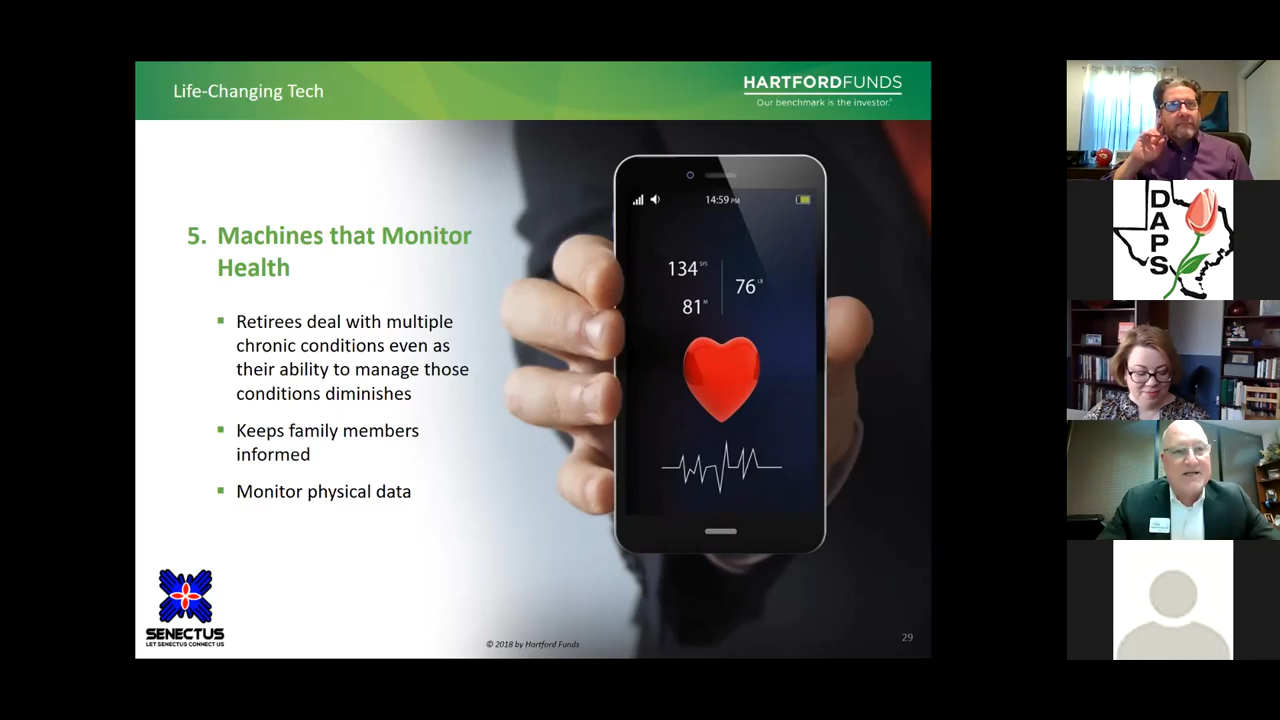 Life-Changing Tech
HARTFORDFUNDS
Our benchmark is the investor.®
5. Machines that Monitor
Health
▪ Retirees deal with multiple
chronic conditions even as
their ability to manage those
conditions diminishes
▪ Keeps family members
informed
▪ Monitor physical data
14:59 PM
134 SYS
76
81
SENECTUS
LET SENECTUS CONNECT US
© 2018 by Hartford Funds
29
DAPS